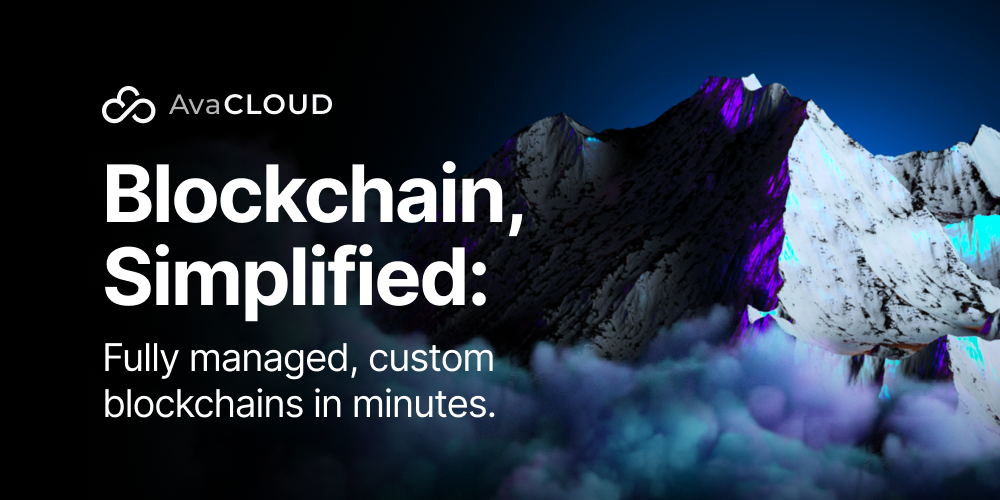 AvaCLOUD
Blockchain,
Simplified:
Fully managed, custom
blockchains in minutes.